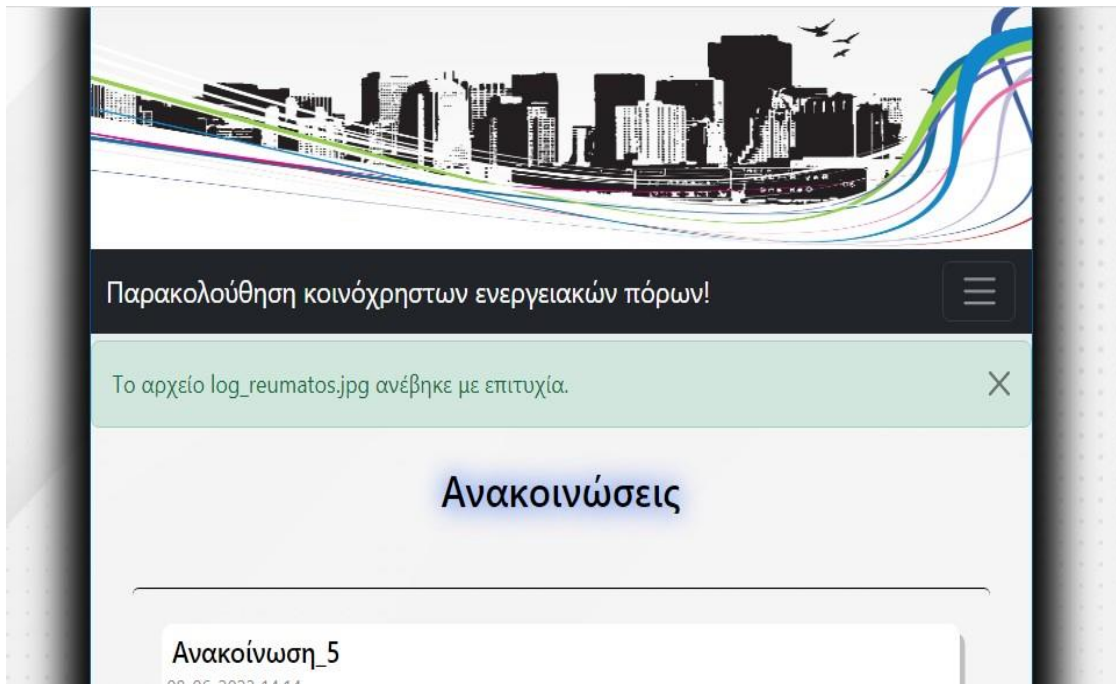 Παρακολούθηση κοινόχρηστων ενεργειακών πόρων!
Το αρχείο log_reumatos.jpg ανέβηκε με επιτυχία.
Ανακοινώσεις
Ανακοίνωση_5